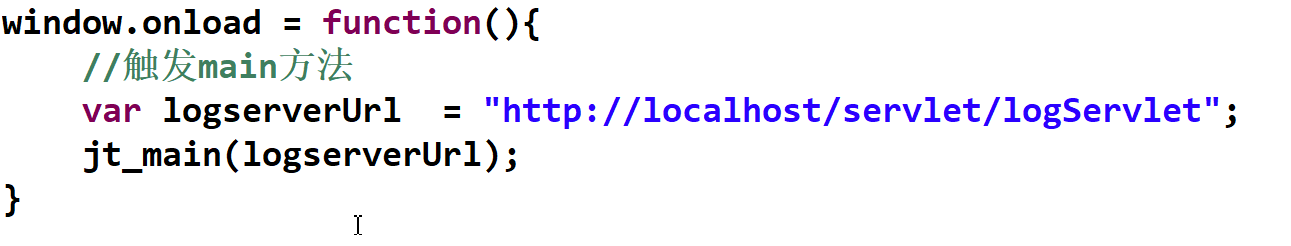 window.onload = function(){
//触发main方法
var logserverUrl  = "http://localhost/servlet/logServlet";
jt_main(logserverUrl);
}